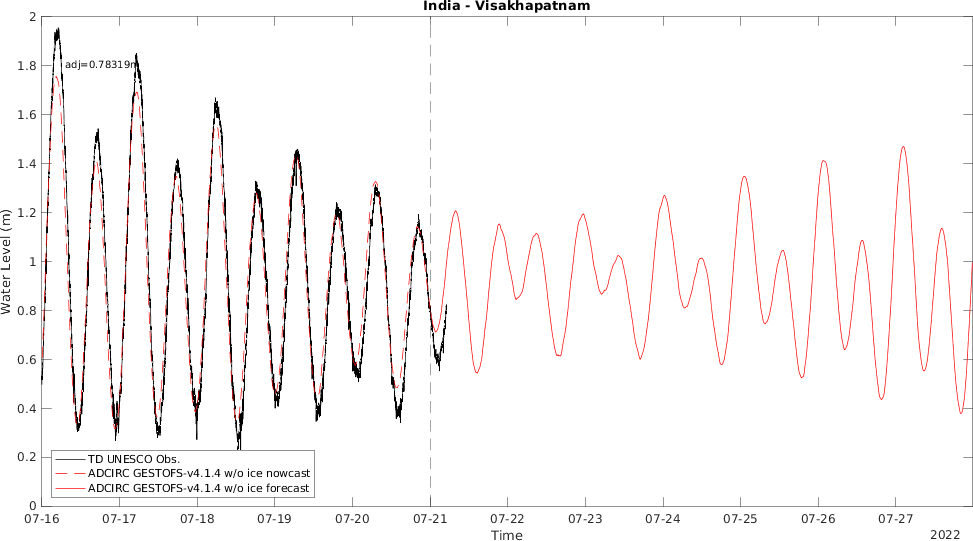 India - Visakhapatnam
2
1.8
1.6
1.4
1.2
1
0.8
0.6
0.4
0.2
0
Water Level (m)
adj=0.78319m
TD UNESCO Obs.
ADCIRC GESTOFS-v4.1.4 w/o ice nowcast
ADCIRC GESTOFS-v4.1.4 w/o ice forecast
07-16 07-17 07-18 07-19 07-20 07-21 07-22 07-23 07-24 07-25 07-26 07-27
Time
2022